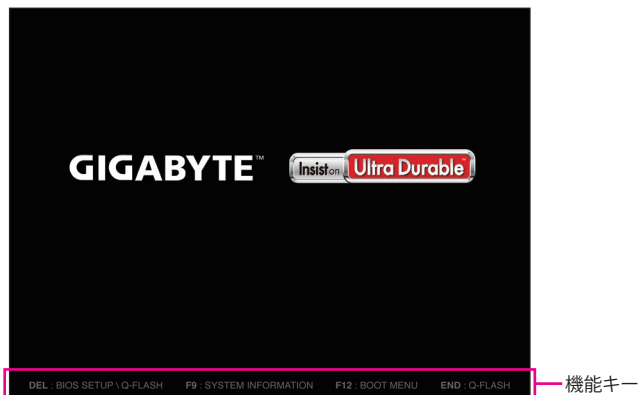 GIGABYTE™ Insist on Ultra Durable™
DEL : BIOS SETUP \ Q-FLASH F9 : SYSTEM INFORMATION F12 : BOOT MENU END : Q-FLASH
機能キー